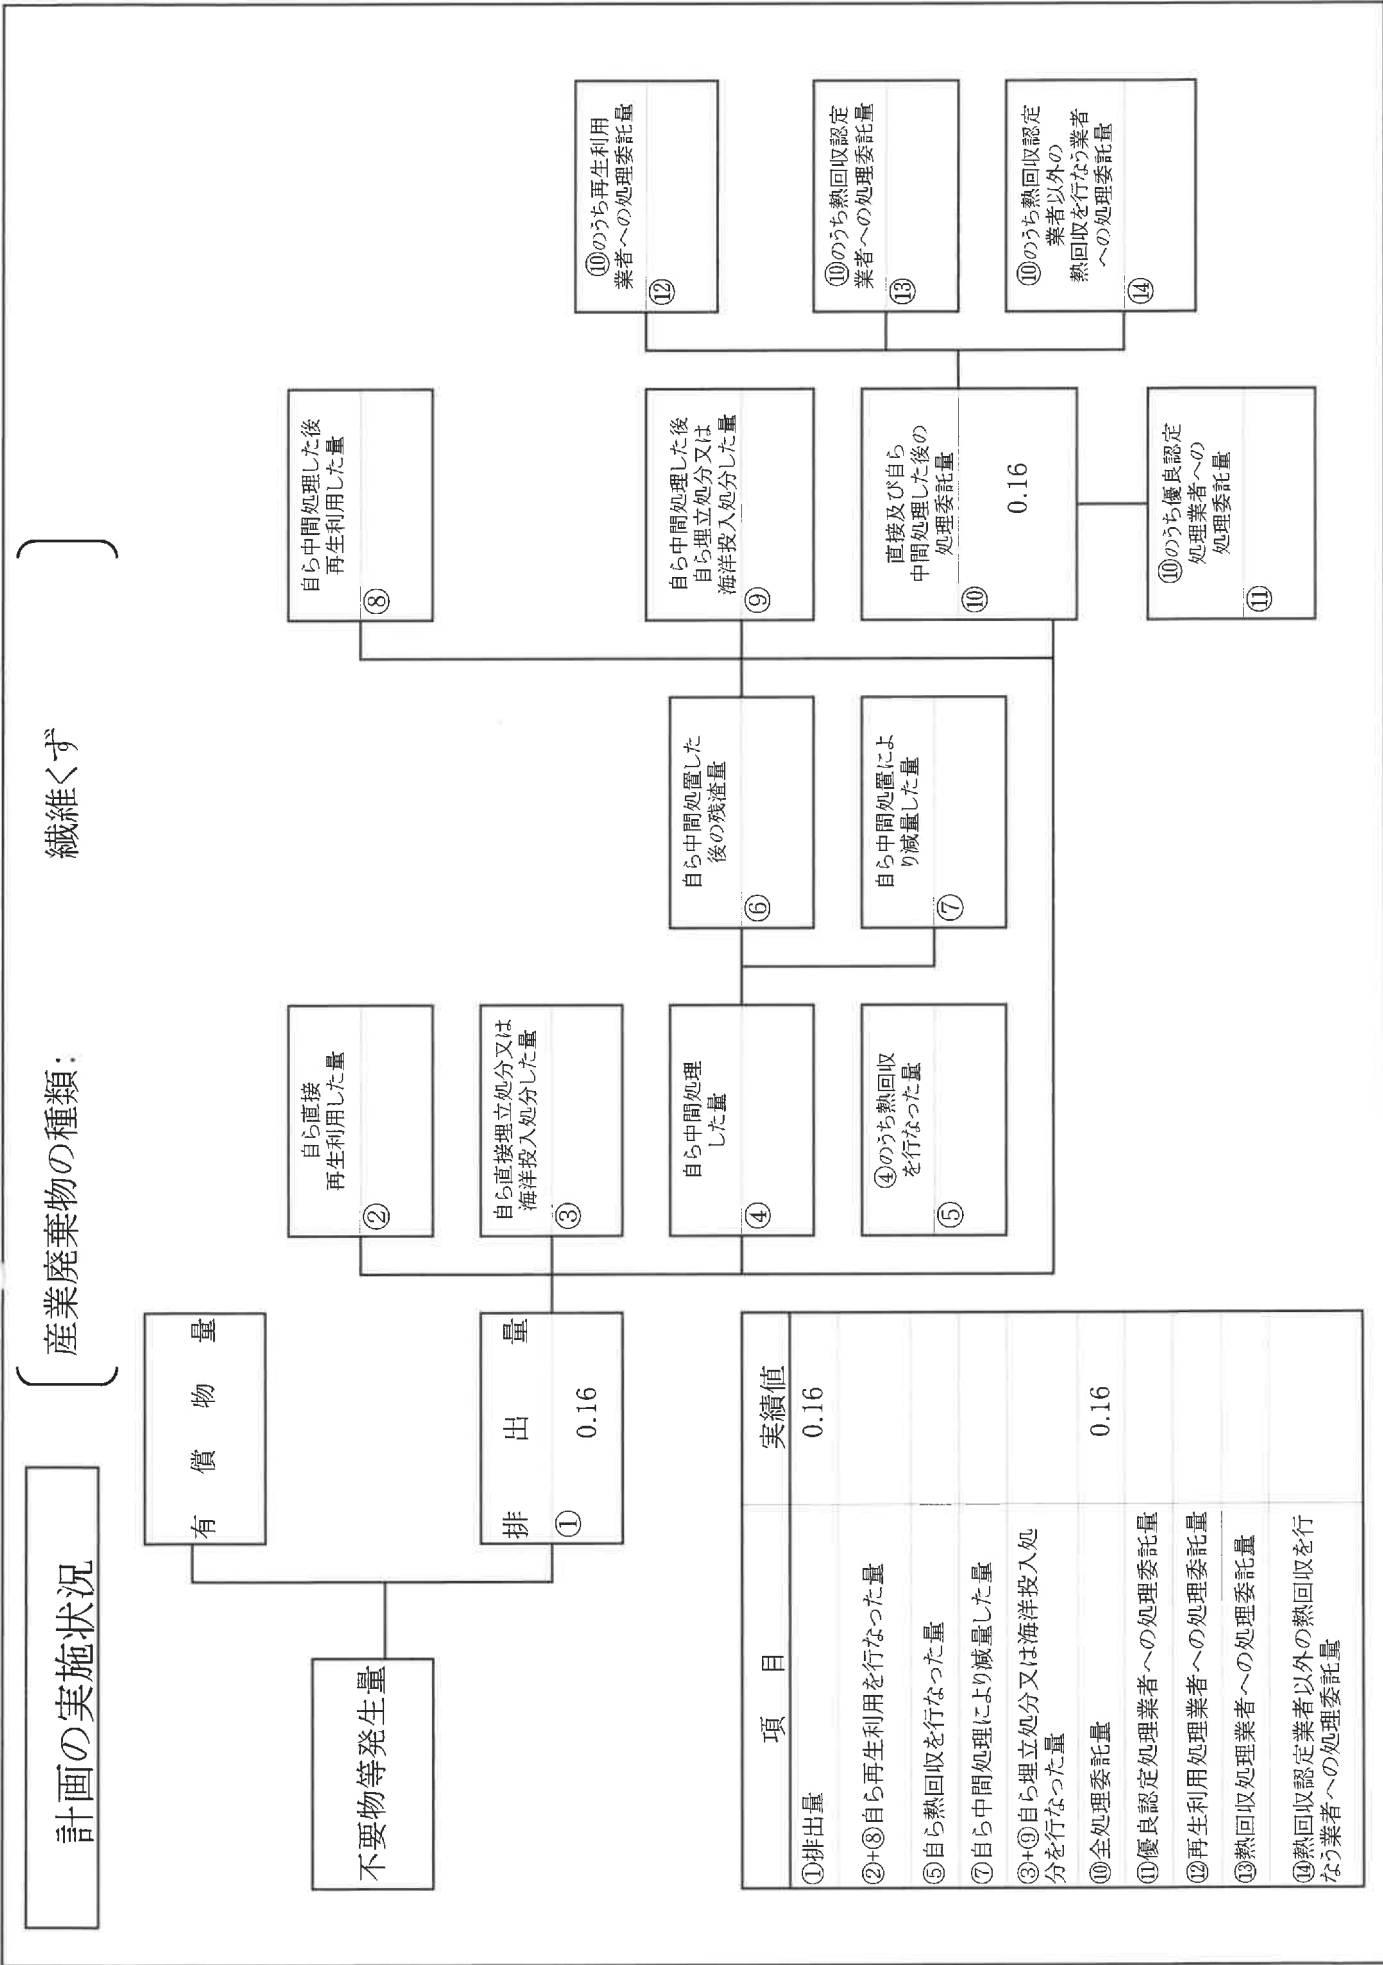 計画の実施状況
産業廃棄物の種類：　繊維くず
不要物等発生量
有償物量
排出量
①
0.16
自ら直接
再生利用した量
②
自ら直接埋立処分又は
海洋投入処分した量
③
自ら中間処理
した量
④
④のうち熱回収
を行なった量
⑤
自ら中間処置した
後の残渣量
⑥
自ら中間処置によ
り減量した量
⑦
自ら中間処理した後
再生利用した量
⑧
自ら中間処理した後
自ら埋立処分又は
海洋投入処分した量
⑨
直接及び自ら
中間処理した後の
処理委託量
⑩
0.16
⑩のうち優良認定
処理業者への
処理委託量
⑪
⑩のうち再生利用
業者への処理委託量
⑫
⑩のうち熱回収認定
業者への処理委託量
⑬
⑩のうち熱回収認定
業者以外の
熱回収を行なう業者
への処理委託量
⑭
項目　実績値
①排出量　0.16
②+⑧自ら再生利用を行なった量
⑤自ら熱回収を行なった量
⑦自ら中間処理により減量した量
③+⑨自ら埋立処分又は海洋投入処
分を行なった量
⑩全処理委託量　0.16
⑪優良認定処理業者への処理委託量
⑫再生利用処理業者への処理委託量
⑬熱回収処理業者への処理委託量
⑭熱回収認定業者以外の熱回収を行
なう業者への処理委託量